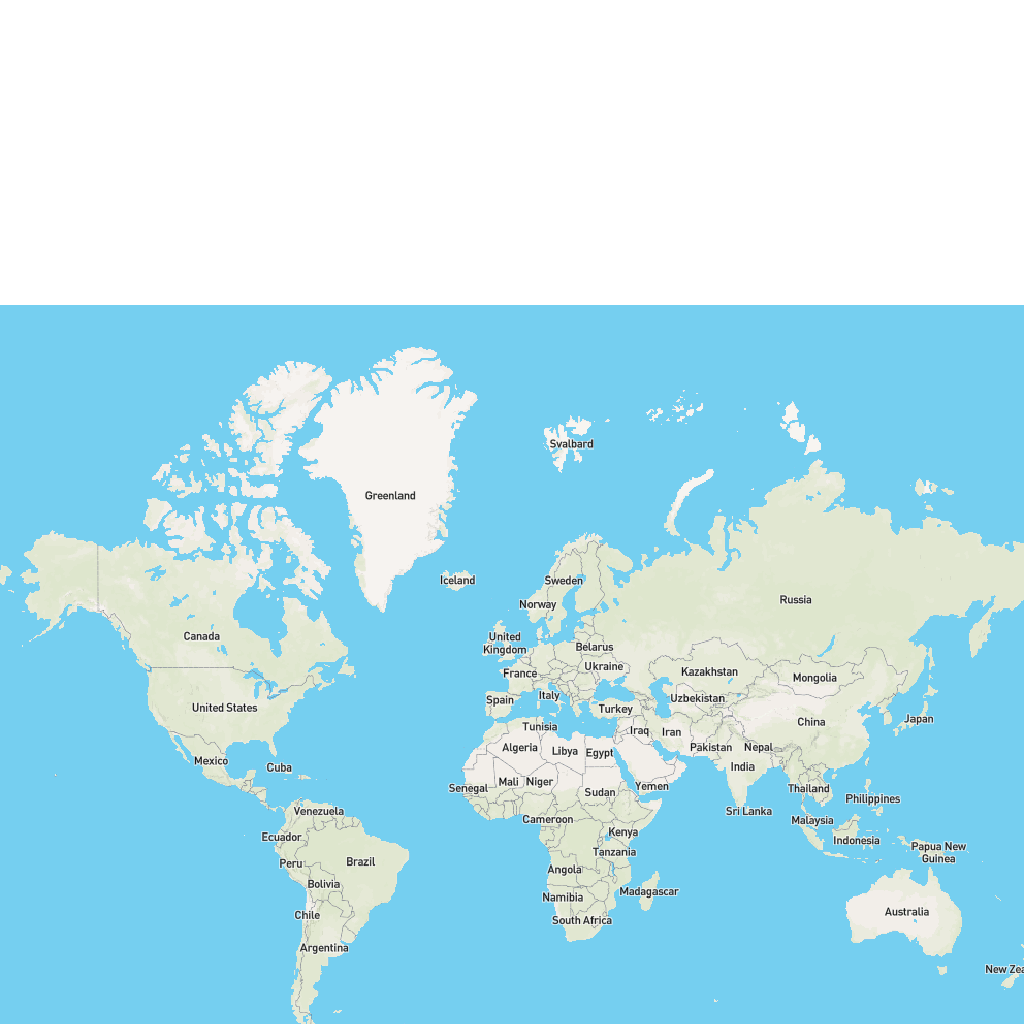 Svalbard
Greenland
Iceland
Sweden
Russia
Norway
Canada
United
Kingdom
Belarus
Ukraine
France
Kazakhstan
Mongolia
Italy
Spain
Uzbekistan
United States
Turkey
China
Japan
Tunisia
Iraq
Iran
Algeria
Libya
Egypt
Pakistan
Nepal
Mexico
Cuba
India
Mali
Niger
Senegal
Sudan
Yemen
Thailand
Philippines
Venezuela
Sri Lanka
Cameroon
Malaysia
Ecuador
Kenya
Indonesia
Papua New
Guinea
Tanzania
Peru
Brazil
Angola
Bolivia
Madagascar
Namibia
Chile
South Africa
Australia
Argentina
New Zea